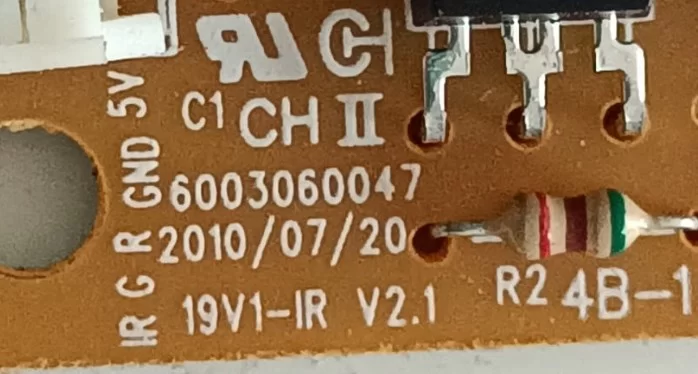 C1 CH II
6003060047
2010/07/20
19V1-IR V2.1
R2 4B-1
IR G R GND 5V